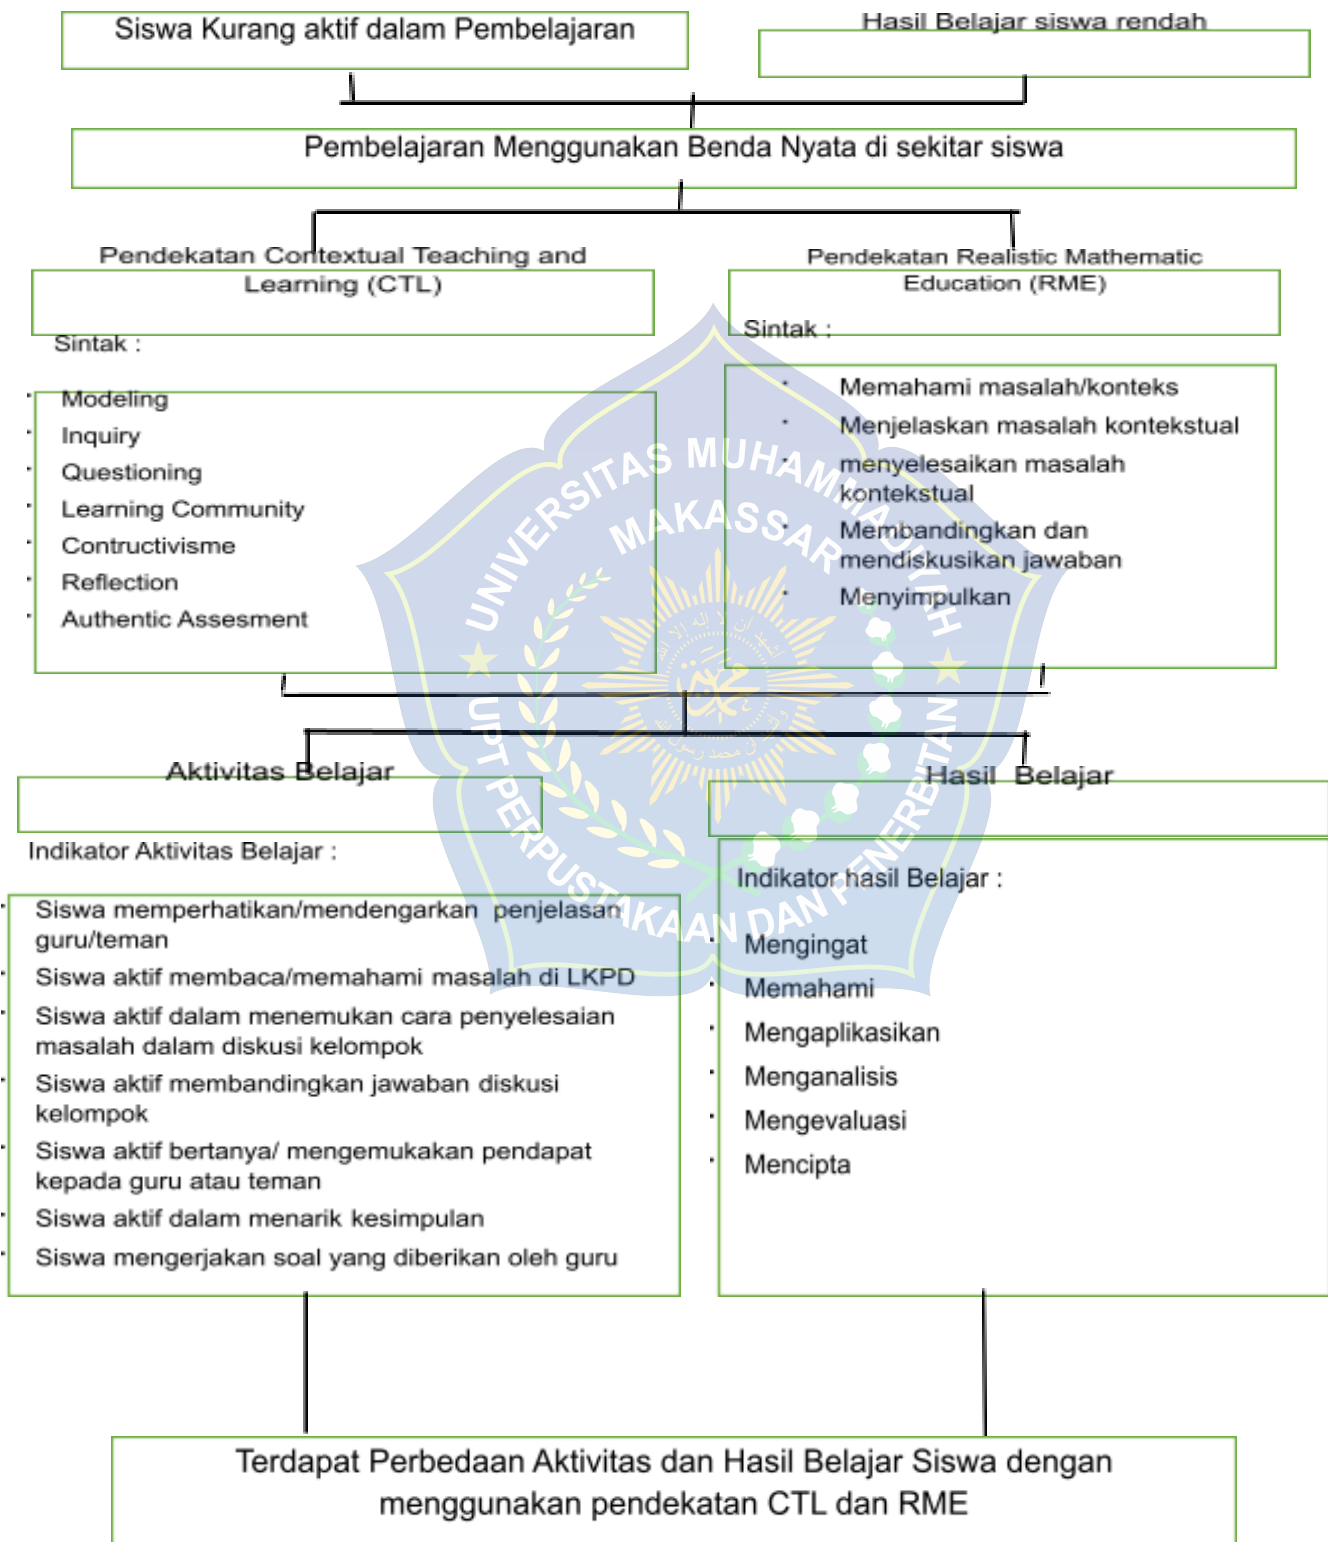 Siswa Kurang aktif dalam Pembelajaran
Hasil Belajar siswa rendah
Pembelajaran Menggunakan Benda Nyata di sekitar siswa
Pendekatan Contextual Teaching and
Learning (CTL)
Sintak :
Modeling
Inquiry
Questioning
Learning Community
Contructivisme
Reflection
Authentic Assesment
Pendekatan Realistic Mathematic
Education (RME)
Sintak :
Memahami masalah/konteks
Menjelaskan masalah kontekstual
menyelesaikan masalah
kontekstual
Membandingkan dan
mendiskusikan jawaban
Menyimpulkan
UNIVERSITAS MUHAMMADIYAH
MAKASSAR
UPT PERPUSTAKAAN DAN PENERBITAN
Aktivitas Belajar
Indikator Aktivitas Belajar :
Siswa memperhatikan/mendengarkan penjelasan
guru/teman
Siswa aktif membaca/memahami masalah di LKPD
Siswa aktif dalam menemukan cara penyelesaian
masalah dalam diskusi kelompok
Siswa aktif membandingkan jawaban diskusi
kelompok
Siswa aktif bertanya/ mengemukakan pendapat
kepada guru atau teman
Siswa aktif dalam menarik kesimpulan
Siswa mengerjakan soal yang diberikan oleh guru
Hasil Belajar
Indikator hasil Belajar :
Mengingat
Memahami
Mengaplikasikan
Menganalisis
Mengevaluasi
Mencipta
Terdapat Perbedaan Aktivitas dan Hasil Belajar Siswa dengan
menggunakan pendekatan CTL dan RME